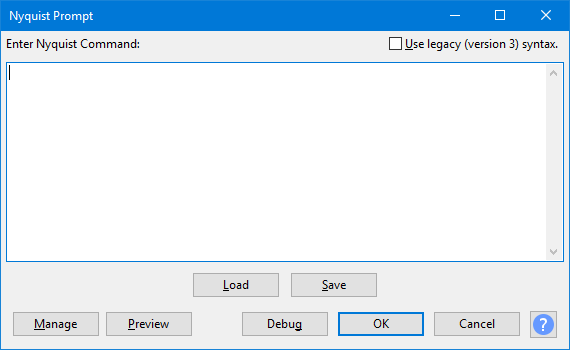 Nyquist Prompt
Enter Nyquist Command: Use legacy (version 3) syntax.
Load Save
Manage Preview Debug OK Cancel ?